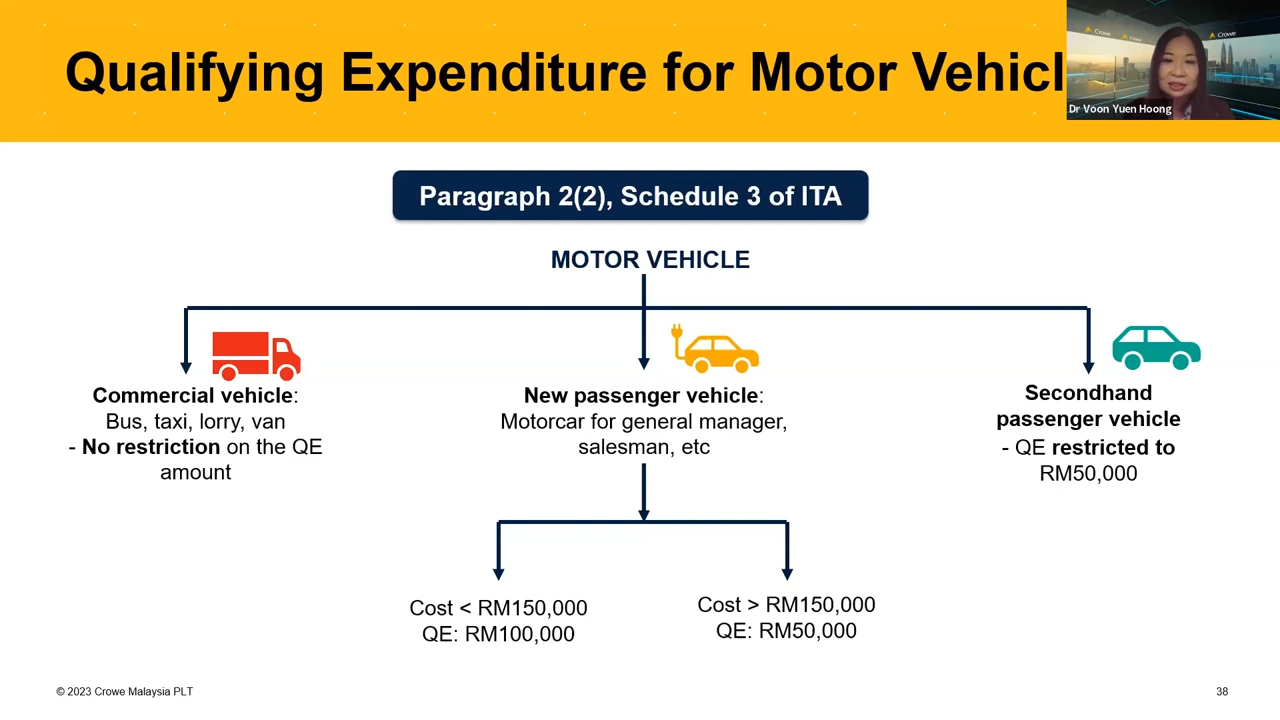 Qualifying Expenditure for Motor Vehicl
Crowe
Crowe
Crowe
Dr Voon Yuen Hoong
Paragraph 2(2), Schedule 3 of ITA
MOTOR VEHICLE
Commercial vehicle:
Bus, taxi, lorry, van
- No restriction on the QE
amount
New passenger vehicle:
Motorcar for general manager,
salesman, etc
Secondhand
passenger vehicle
- QE restricted to
RM50,000
Cost < RM150,000
QE: RM100,000
Cost > RM150,000
QE: RM50,000
© 2023 Crowe Malaysia PLT
38